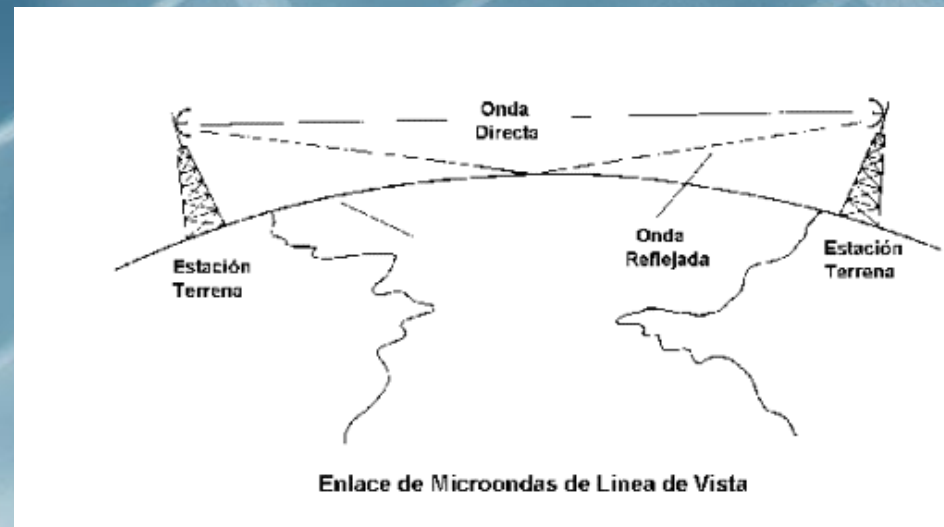 Onda
Directa
Onda
Reflejada
Estación
Terrena
Estación
Terrena
Enlace de Microondas de Linea de Vista